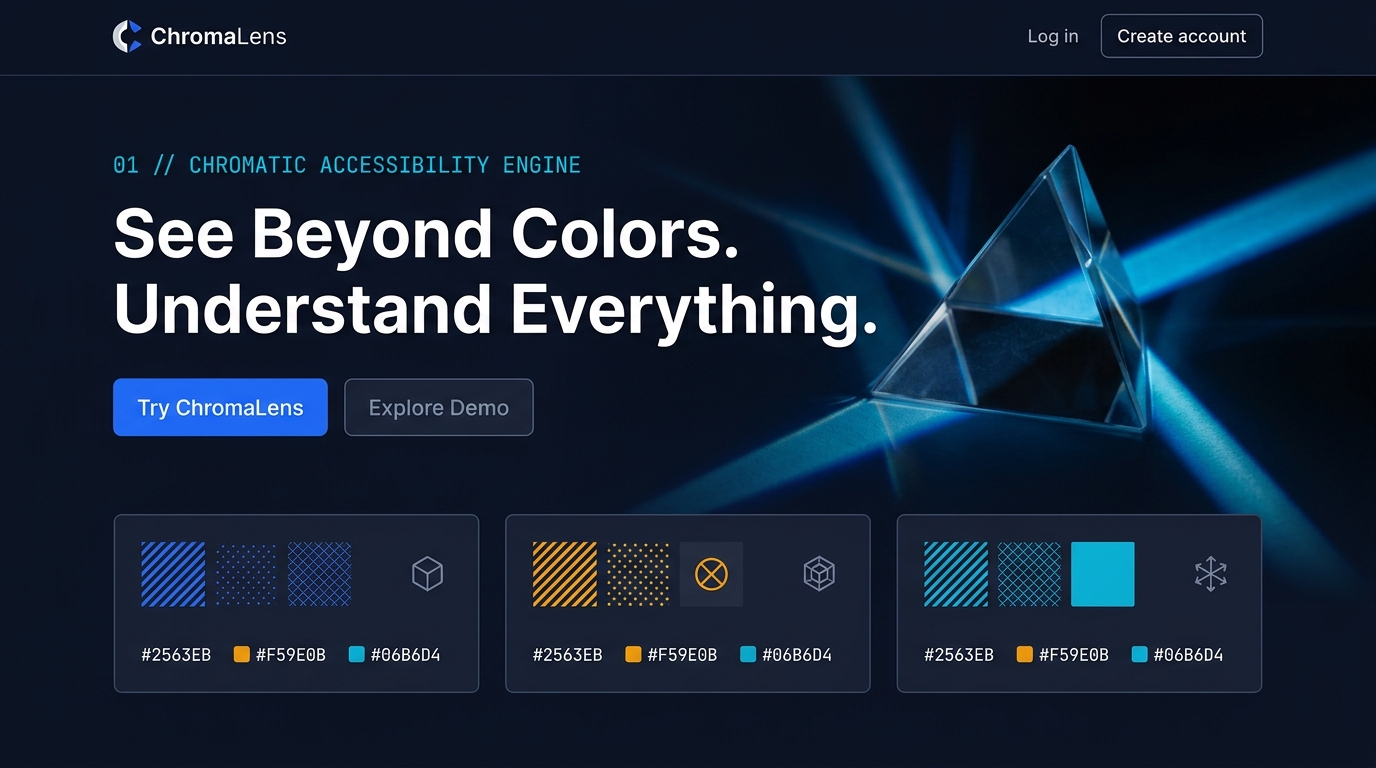 ChromaLens
Log in
Create account
01 // CHROMATIC ACCESSIBILITY ENGINE
See Beyond Colors.
Understand Everything.
Try ChromaLens
Explore Demo
#2563EB #F59E0B #06B6D4
#2563EB #F59E0B #06B6D4
#2563EB #F59E0B #06B6D4